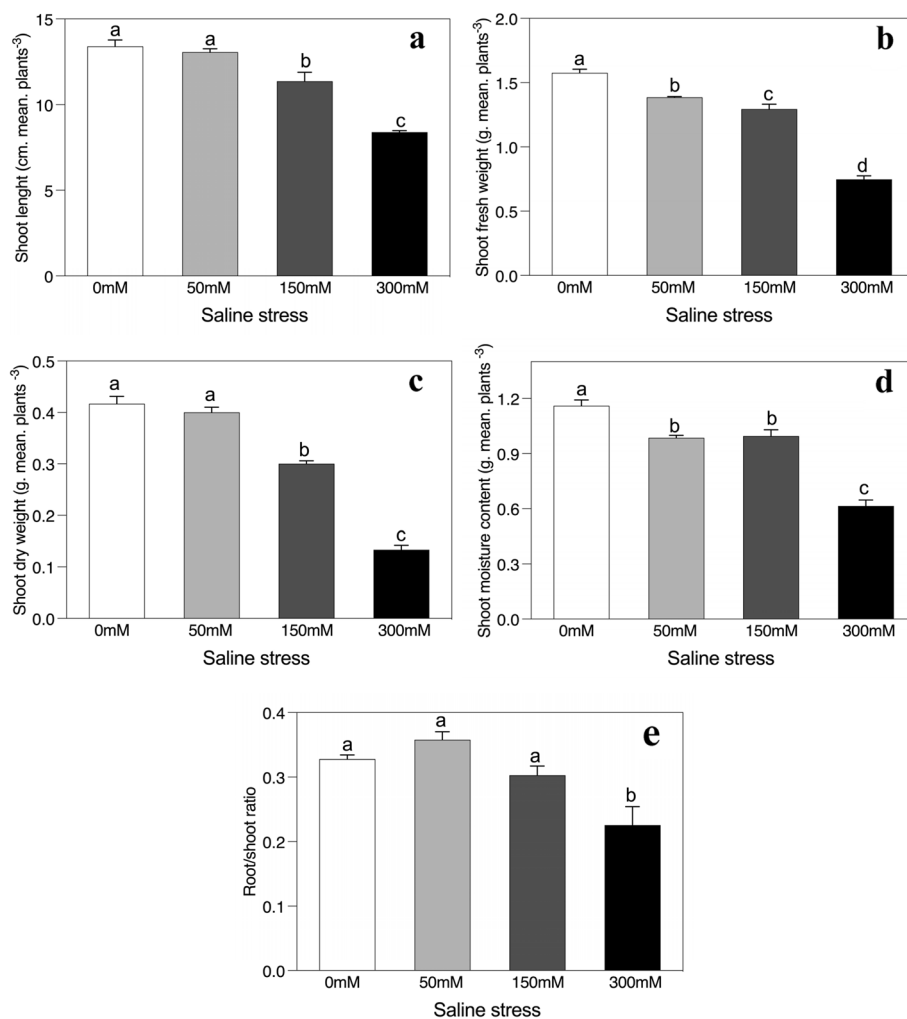 a
Shoot lenght (cm. mean. plants-3)
15
10
5
0
a
a
b
c
0mM 50mM 150mM 300mM
Saline stress
b
Shoot fresh weight (g. mean. plants-3)
2.0
1.5
1.0
0.5
0.0
a
b
c
d
0mM 50mM 150mM 300mM
Saline stress
c
Shoot dry weight (g. mean. plants -3)
0.5
0.4
0.3
0.2
0.1
0.0
a
a
b
c
0mM 50mM 150mM 300mM
Saline stress
d
Shoot moisture content (g. mean. plants -3)
1.2
0.9
0.6
0.3
0.0
a
b
b
c
0mM 50mM 150mM 300mM
Saline stress
e
Root/shoot ratio
0.4
0.3
0.2
0.1
0.0
a
a
a
b
0mM 50mM 150mM 300mM
Saline stress